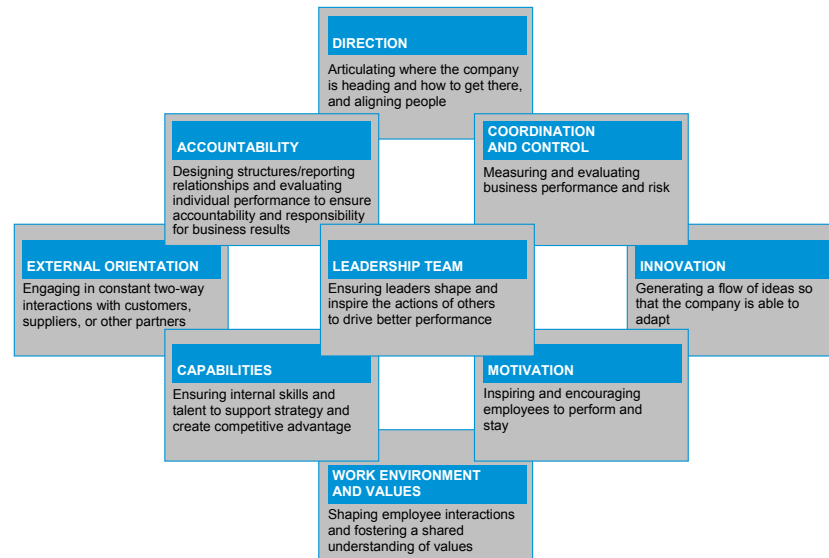 DIRECTION
Articulating where the company
is heading and how to get there,
and aligning people
ACCOUNTABILITY
Designing structures/reporting
relationships and evaluating
individual performance to ensure
accountability and responsibility
for business results
COORDINATION
AND CONTROL
Measuring and evaluating
business performance and risk
EXTERNAL ORIENTATION
Engaging in constant two-way
interactions with customers,
suppliers, or other partners
LEADERSHIP TEAM
Ensuring leaders shape and
inspire the actions of others
to drive better performance
INNOVATION
Generating a flow of ideas so
that the company is able to
adapt
CAPABILITIES
Ensuring internal skills and
talent to support strategy and
create competitive advantage
MOTIVATION
Inspiring and encouraging
employees to perform and
stay
WORK ENVIRONMENT
AND VALUES
Shaping employee interactions
and fostering a shared
understanding of values